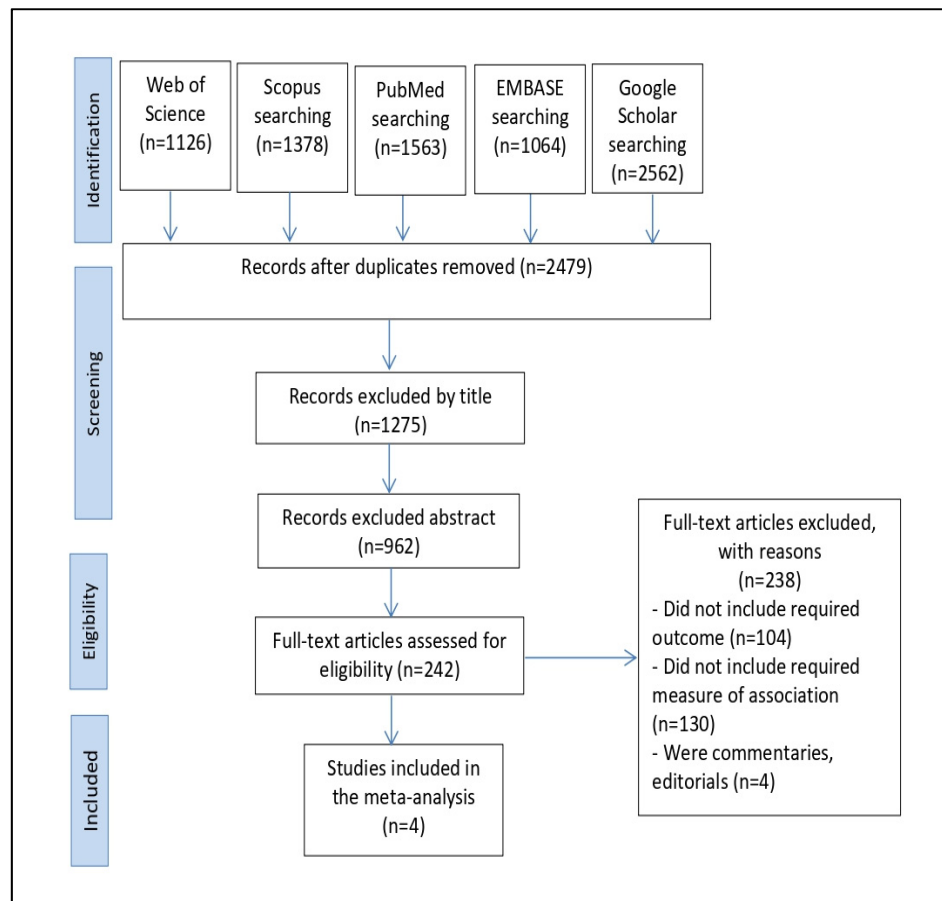 Identification
Web of
Science
(n=1126)
Scopus
searching
(n=1378)
PubMed
searching
(n=1563)
EMBASE
searching
(n=1064)
Google
Scholar
searching
(n=2562)
Screening
Records after duplicates removed (n=2479)
Records excluded by title
(n=1275)
Records excluded abstract
(n=962)
Eligibility
Full-text articles assessed for
eligibility (n=242)
Full-text articles excluded,
with reasons
(n=238)
- Did not include required
outcome (n=104)
- Did not include required
measure of association
(n=130)
- Were commentaries,
editorials (n=4)
Included
Studies included in
the meta-analysis
(n=4)